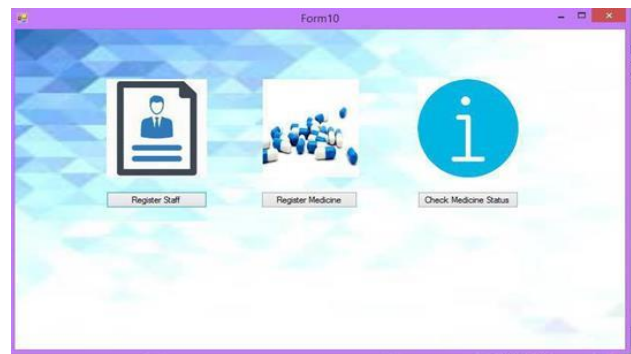 Form10
Register Staff
Register Medicine
Check Medicine Status